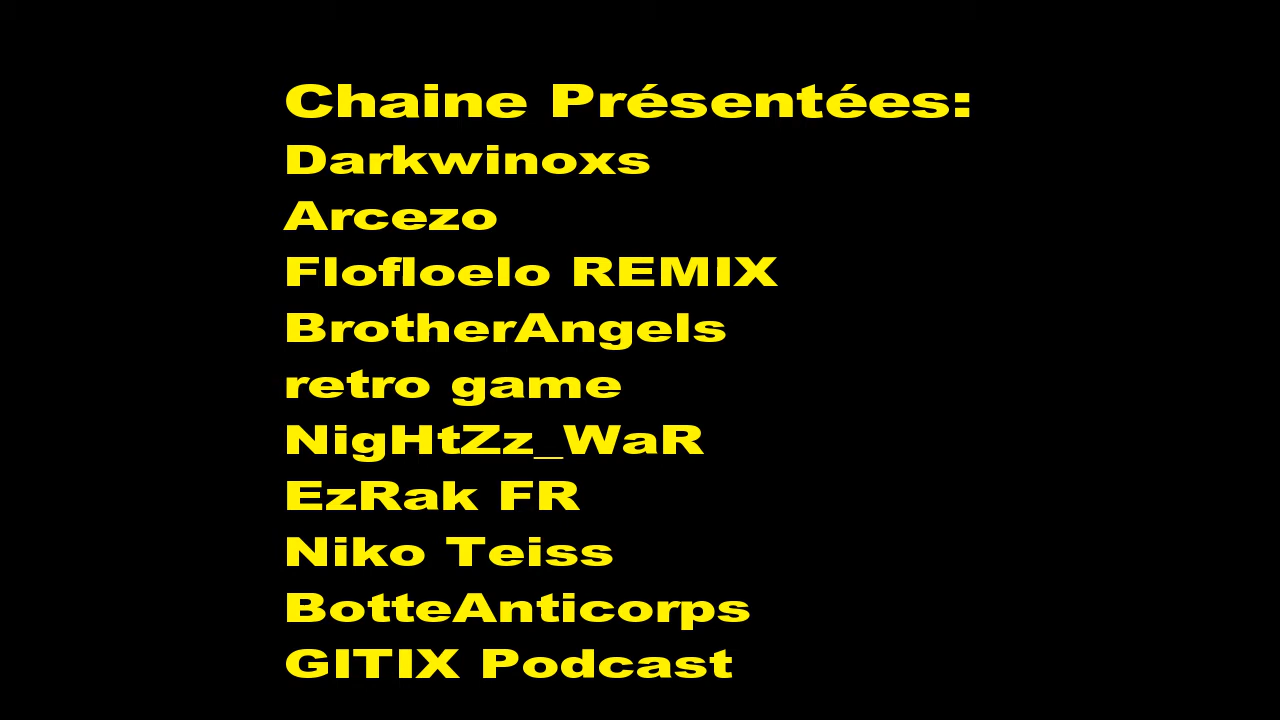 Chaine Présentées:
Darkwinoxs
Arcezo
Flofloelo REMIX
BrotherAngels
retro game
NigHtZz_WaR
EzRak FR
Niko Teiss
BotteAnticorps
GITIX Podcast